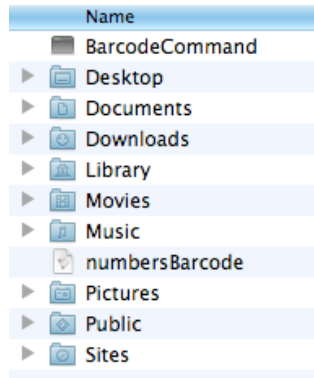 Name
BarcodeCommand
Desktop
Documents
Downloads
Library
Movies
Music
numbersBarcode
Pictures
Public
Sites